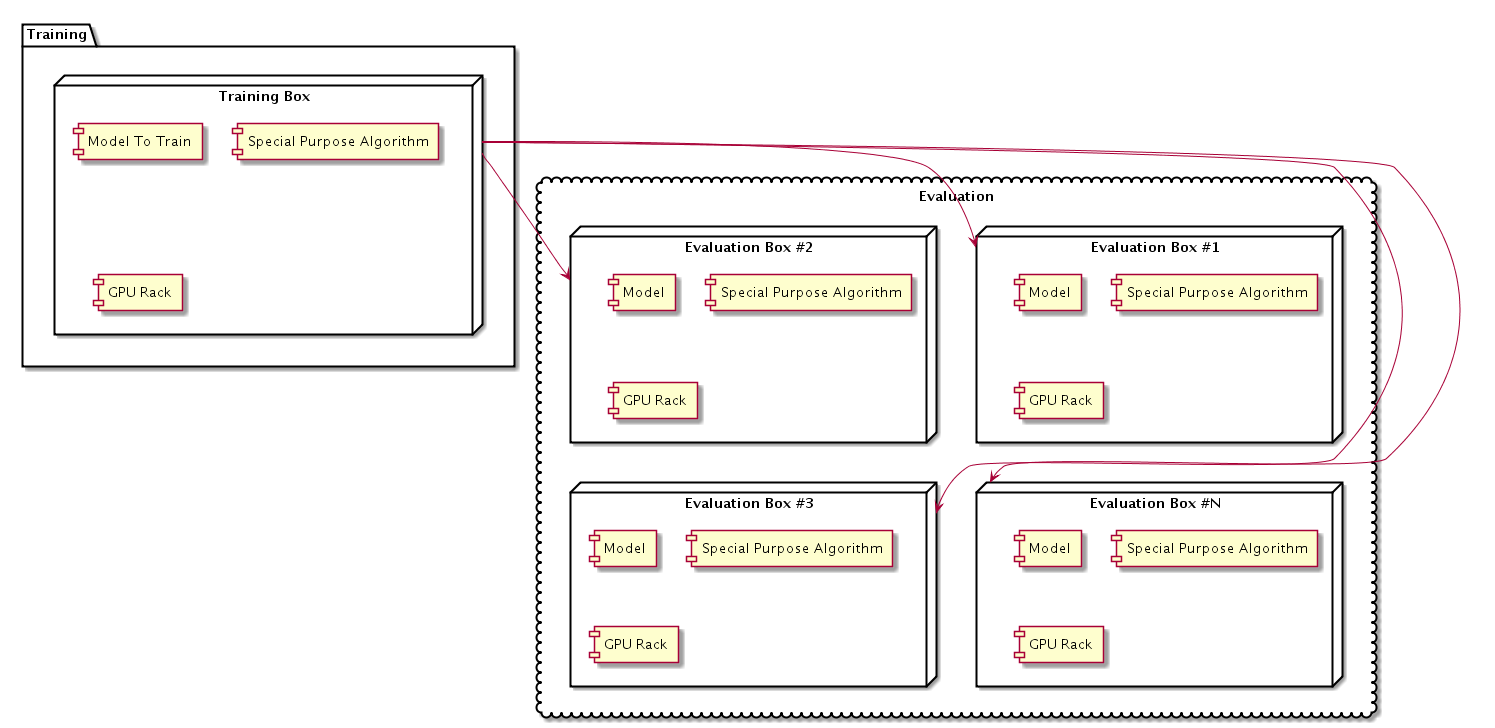 Training
Training Box
Model To Train
Special Purpose Algorithm
GPU Rack
Evaluation
Evaluation Box #2
Model
Special Purpose Algorithm
GPU Rack
Evaluation Box #1
Model
Special Purpose Algorithm
GPU Rack
Evaluation Box #3
Model
Special Purpose Algorithm
GPU Rack
Evaluation Box #N
Model
Special Purpose Algorithm
GPU Rack